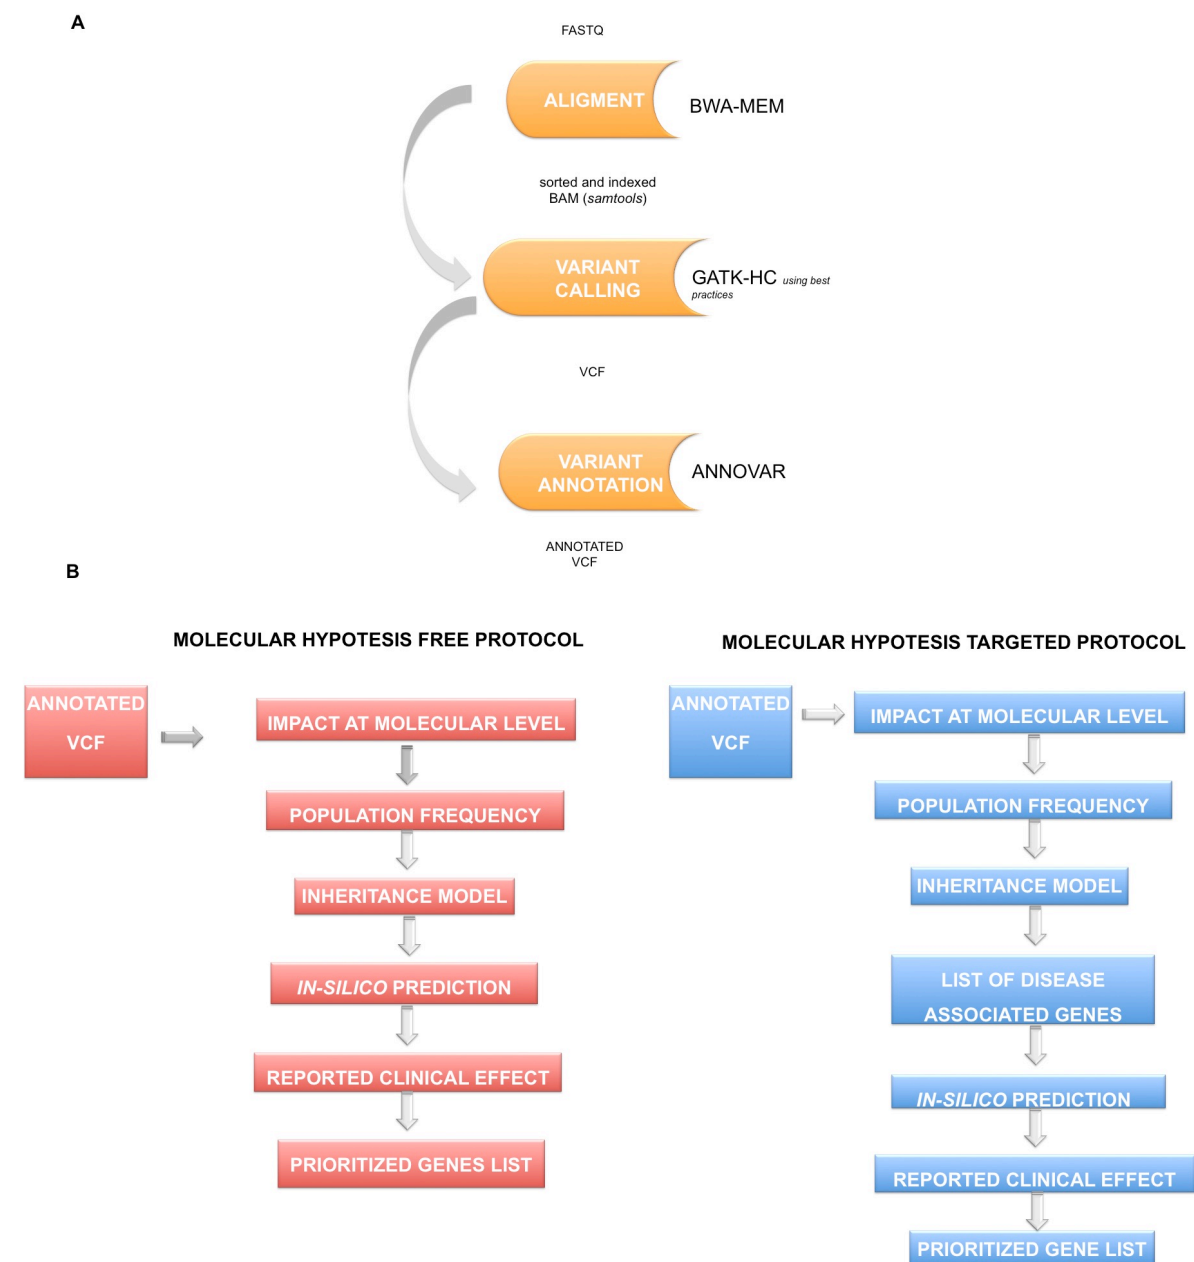 A
FASTQ
ALIGMENT
BWA-MEM
sorted and indexed
BAM (samtools)
VARIANT
CALLING
GATK-HC using best
practices
VCF
VARIANT
ANNOTATION
ANNOVAR
ANNOTATED
VCF
B
MOLECULAR HYPOTESIS FREE PROTOCOL
ANNOTATED
VCF
IMPACT AT MOLECULAR LEVEL
POPULATION FREQUENCY
INHERITANCE MODEL
IN-SILICO PREDICTION
REPORTED CLINICAL EFFECT
PRIORITIZED GENES LIST
MOLECULAR HYPOTESIS TARGETED PROTOCOL
ANNOTATED
VCF
IMPACT AT MOLECULAR LEVEL
POPULATION FREQUENCY
INHERITANCE MODEL
LIST OF DISEASE
ASSOCIATED GENES
IN-SILICO PREDICTION
REPORTED CLINICAL EFFECT
PRIORITIZED GENE LIST